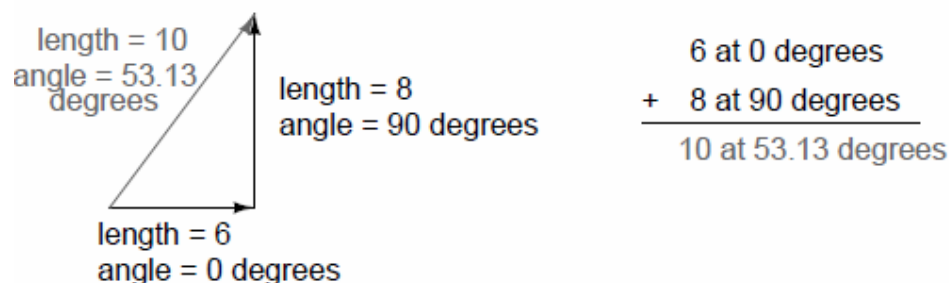 length = 10
angle = 53.13
degrees
length = 8
angle = 90 degrees
length = 6
angle = 0 degrees
6 at 0 degrees
+ 8 at 90 degrees
10 at 53.13 degrees